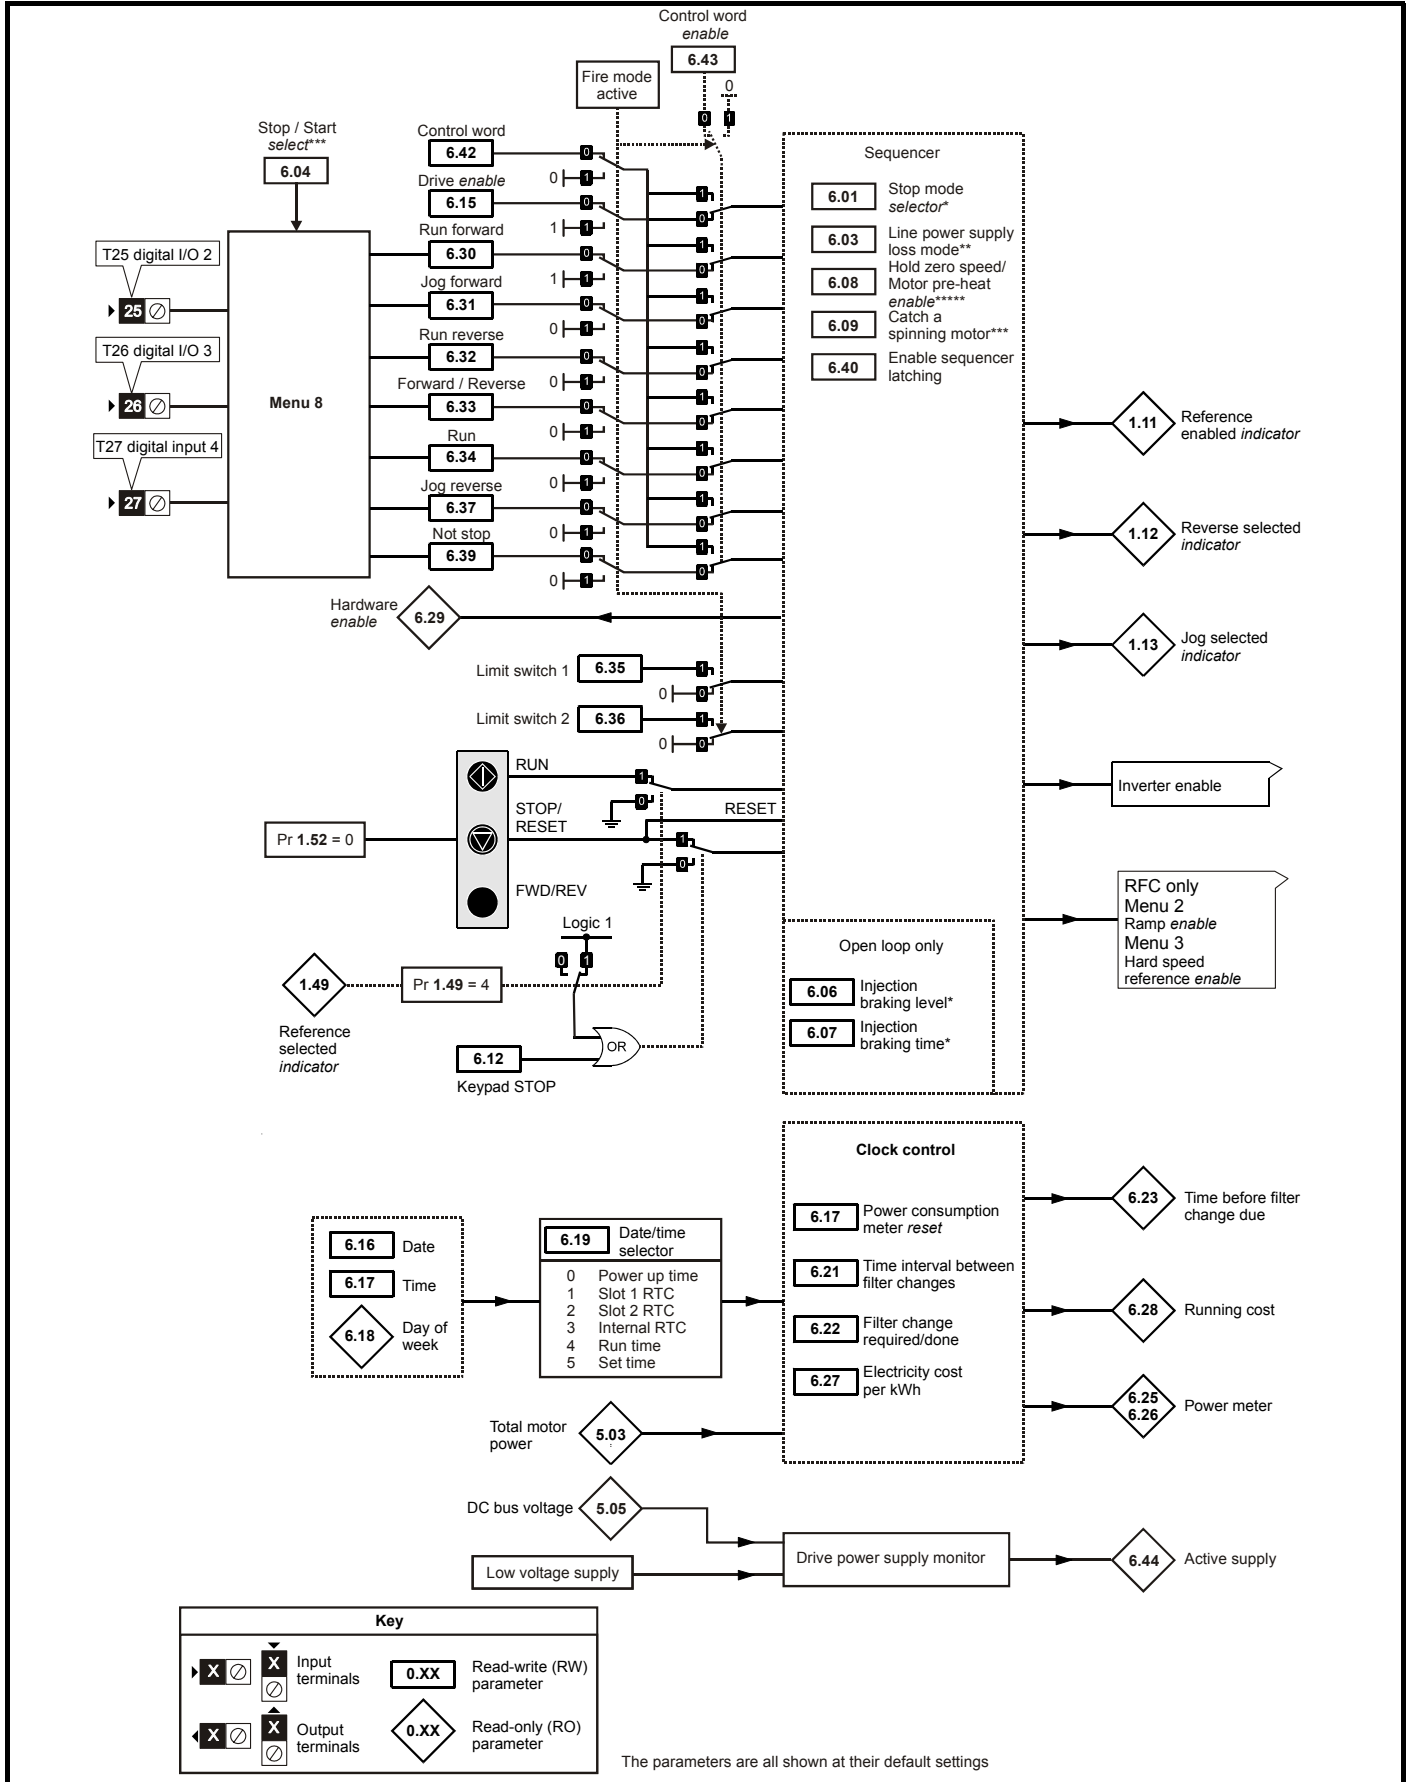 Control word
enable
6.43
0
0
1
Fire mode
active
Stop / Start
select***
6.04
Control word
6.42
0
0
1
Drive enable
6.15
0
1
1
Run forward
6.30
0
1
1
Jog forward
6.31
0
0
1
Run reverse
6.32
0
0
1
Forward / Reverse
6.33
0
0
1
Run
6.34
0
0
1
Jog reverse
6.37
0
0
1
Not stop
6.39
0
0
1
1
0
1
0
1
0
1
0
1
0
1
0
1
0
1
0
T25 digital I/O 2
25
T26 digital I/O 3
26
T27 digital input 4
27
Menu 8
Sequencer
6.01
Stop mode
selector*
6.03
Line power supply
loss mode**
6.08
Hold zero speed/
Motor pre-heat
enable*****
6.09
Catch a
spinning motor***
6.40
Enable sequencer
latching
1.11
Reference
enabled indicator
1.12
Reverse selected
indicator
1.13
Jog selected
indicator
Hardware
enable
6.29
Limit switch 1
6.35
1
0
0
Limit switch 2
6.36
1
0
0
RUN
1
0
STOP/
RESET
RESET
1
0
FWD/REV
Pr 1.52 = 0
Inverter enable
RFC only
Menu 2
Ramp enable
Menu 3
Hard speed
reference enable
Logic 1
0
1
1.49
Pr 1.49 = 4
Reference
selected
indicator
OR
6.12
Keypad STOP
Open loop only
6.06
Injection
braking level*
6.07
Injection
braking time*
Clock control
6.17
Power consumption
meter reset
6.21
Time interval between
filter changes
6.22
Filter change
required/done
6.27
Electricity cost
per kWh
6.16
Date
6.17
Time
6.18
Day of
week
6.19
Date/time
selector
0 Power up time
1 Slot 1 RTC
2 Slot 2 RTC
3 Internal RTC
4 Run time
5 Set time
6.23
Time before filter
change due
6.28
Running cost
6.25
6.26
Power meter
Total motor
power
5.03
DC bus voltage
5.05
Low voltage supply
Drive power supply monitor
6.44
Active supply
Key
X
X
Input
terminals
0.XX
Read-write (RW)
parameter
X
X
Output
terminals
0.XX
Read-only (RO)
parameter
The parameters are all shown at their default settings